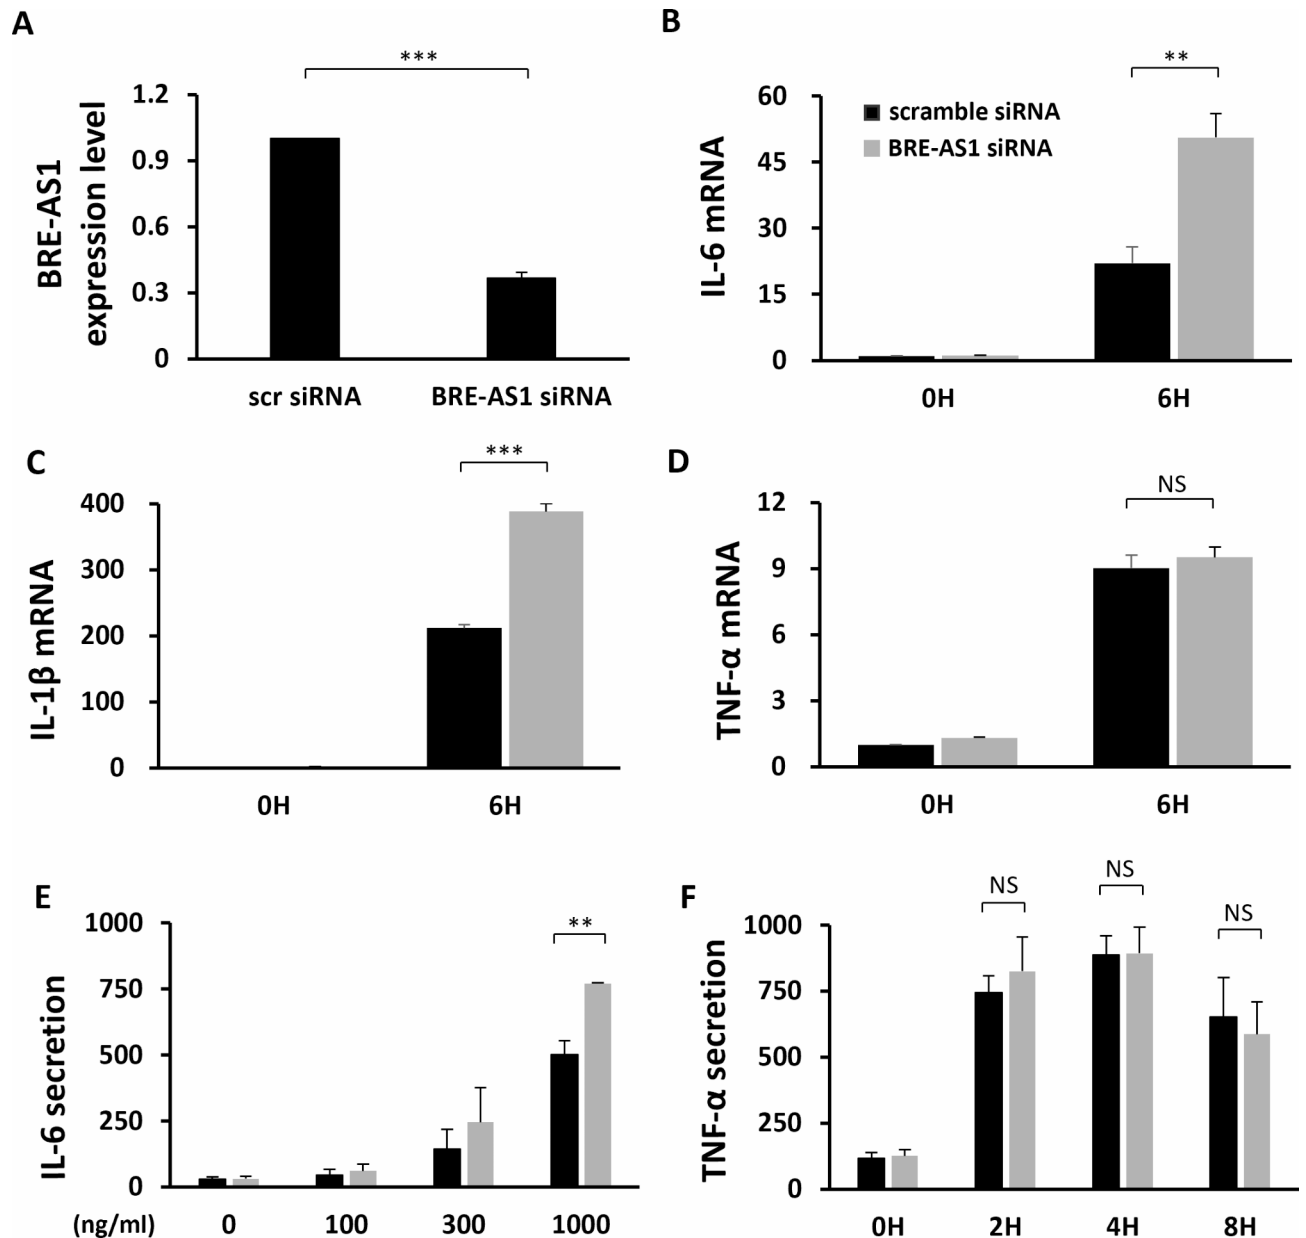 A
***
BRE-AS1
expression level
1.2
0.9
0.6
0.3
0
scr siRNA
BRE-AS1 siRNA
B
**
scramble siRNA
BRE-AS1 siRNA
IL-6 mRNA
60
45
30
15
0
0H
6H
C
***
IL-1β mRNA
400
300
200
100
0
0H
6H
D
NS
TNF-α mRNA
12
9
6
3
0
0H
6H
E
**
IL-6 secretion
1000
750
500
250
0
(ng/ml)
0
100
300
1000
F
NS
NS
NS
TNF-α secretion
1000
750
500
250
0
0H
2H
4H
8H